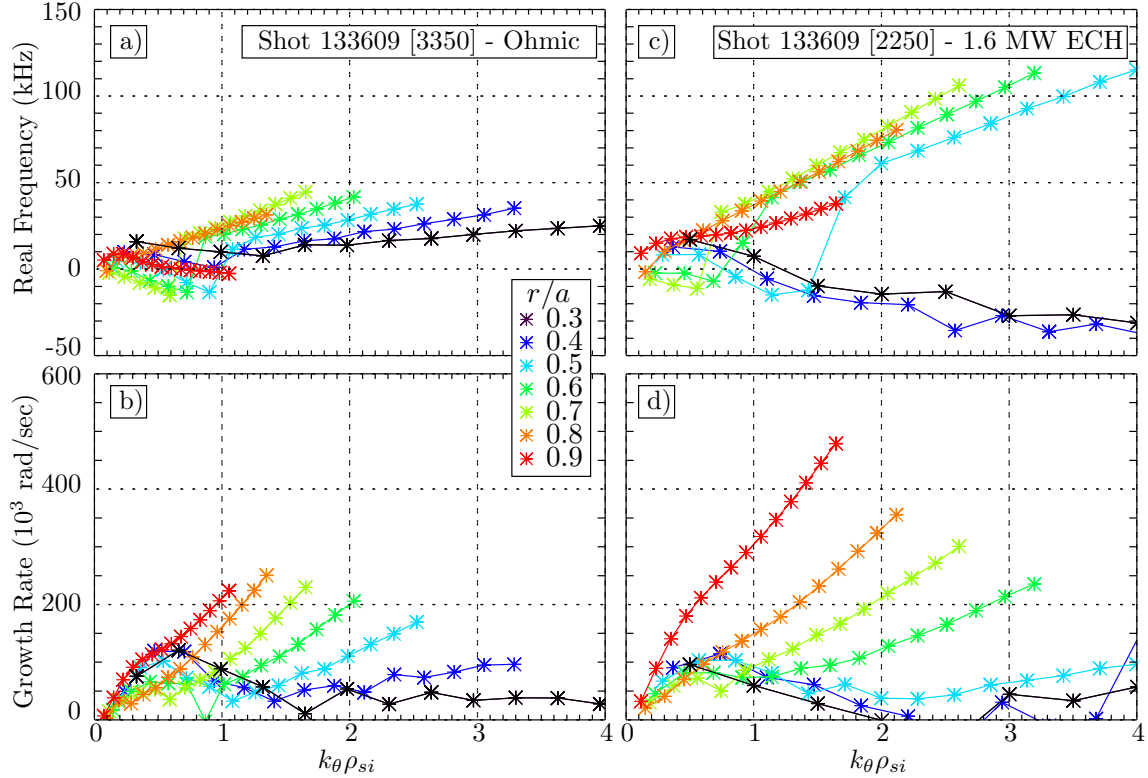 a)
Shot 133609 [3350] - Ohmic
c)
Shot 133609 [2250] - 1.6 MW ECH
Real Frequency (kHz)
150
100
50
0
-50
r/a
0.3
0.4
0.5
0.6
0.7
0.8
0.9
b)
d)
Growth Rate (10³ rad/sec)
600
400
200
0
0 1 2 3 4
0 1 2 3 4
kθρsi
kθρsi